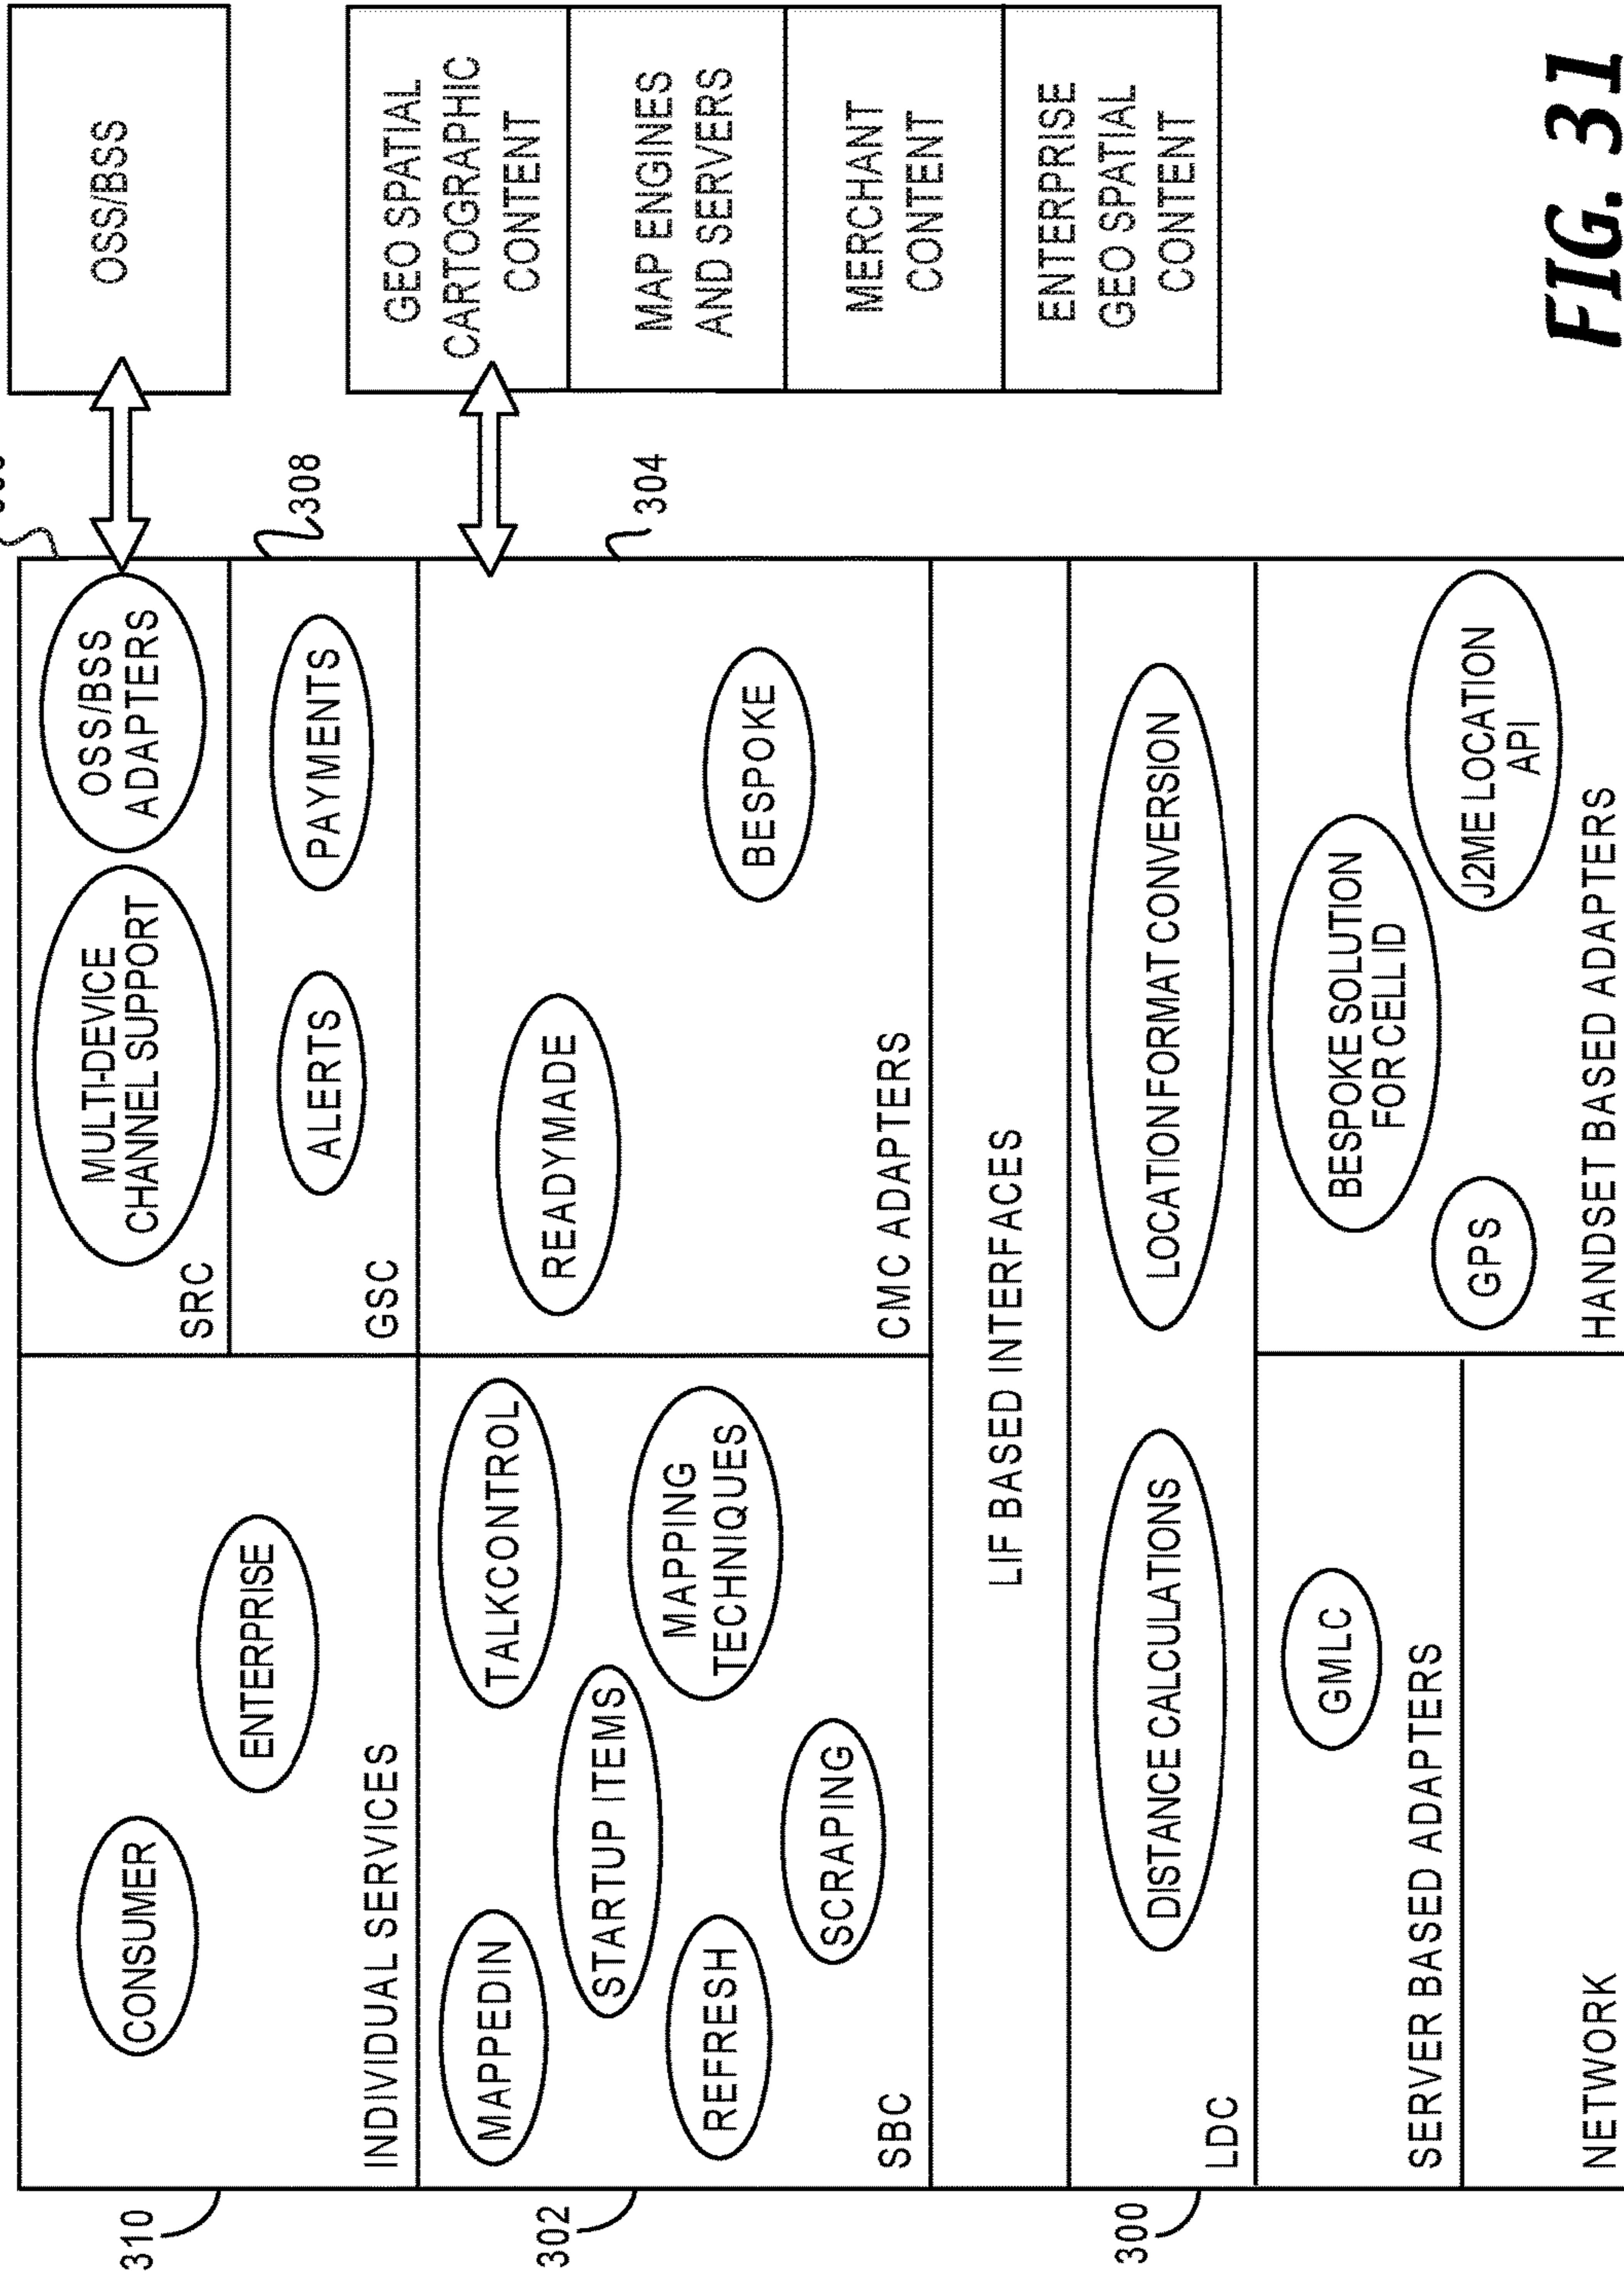 310
CONSUMER
ENTERPRISE
INDIVIDUAL SERVICES
MULTI-DEVICE
CHANNEL SUPPORT
OSS/BSS
ADAPTERS
SRC
OSS/BSS
308
ALERTS
PAYMENTS
GSC
302
MAPPEDIN
TALKCONTROL
STARTUP ITEMS
REFRESH
MAPPING
TECHNIQUES
SCRAPING
SBC
304
READYMADE
BESPOKE
CMC ADAPTERS
GEO SPATIAL
CARTOGRAPHIC
CONTENT
MAP ENGINES
AND SERVERS
MERCHANT
CONTENT
ENTERPRISE
GEO SPATIAL
CONTENT
LIF BASED INTERFACES
300
DISTANCE CALCULATIONS
LOCATION FORMAT CONVERSION
LDC
GMLC
SERVER BASED ADAPTERS
BESPOKE SOLUTION
FOR CELL ID
GPS
J2ME LOCATION
API
HANDSET BASED ADAPTERS
NETWORK
FIG. 31